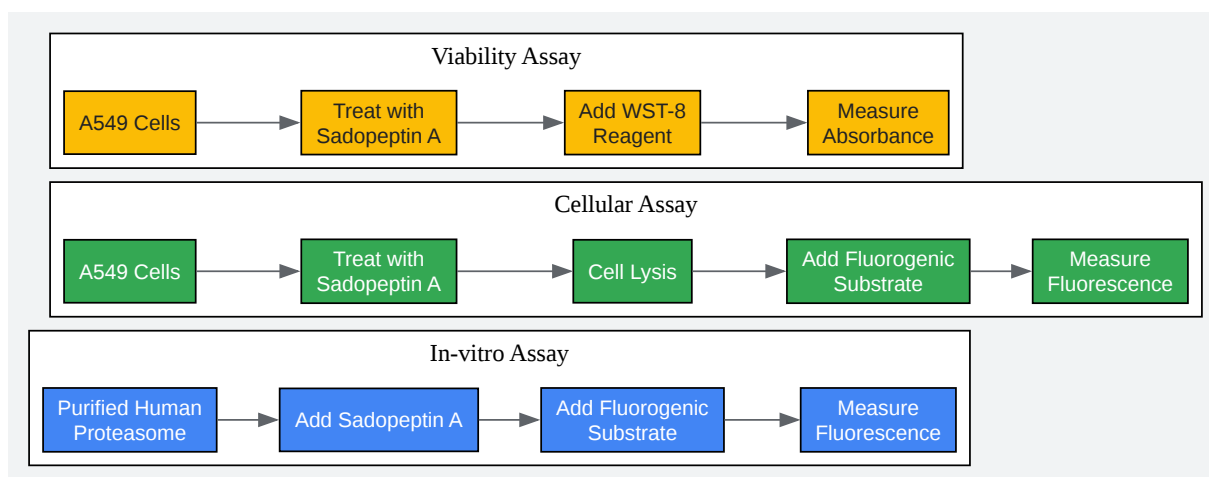 Viability Assay
A549 Cells
Treat with
Sadopeptin A
Add WST-8
Reagent
Measure
Absorbance
Cellular Assay
A549 Cells
Treat with
Sadopeptin A
Cell Lysis
Add Fluorogenic
Substrate
Measure
Fluorescence
In-vitro Assay
Purified Human
Proteasome
Add Sadopeptin A
Add Fluorogenic
Substrate
Measure
Fluorescence